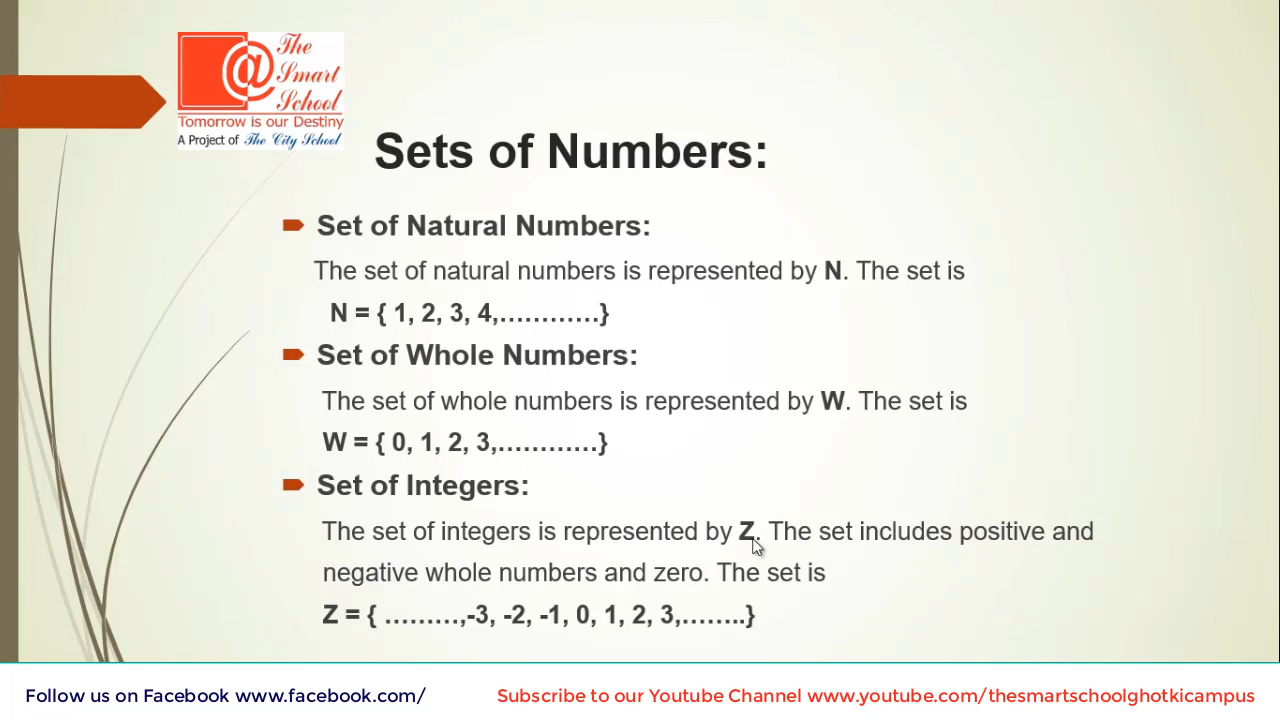 The
Smart
School
Tomorrow is our Destiny
A Project of The City School
Sets of Numbers:
Set of Natural Numbers:
The set of natural numbers is represented by N. The set is
N = { 1, 2, 3, 4,…………}
Set of Whole Numbers:
The set of whole numbers is represented by W. The set is
W = { 0, 1, 2, 3,…………}
Set of Integers:
The set of integers is represented by Z. The set includes positive and
negative whole numbers and zero. The set is
Z = { ………,-3, -2, -1, 0, 1, 2, 3,……..}
Follow us on Facebook www.facebook.com/
Subscribe to our Youtube Channel www.youtube.com/thesmartschoolghotkicampus